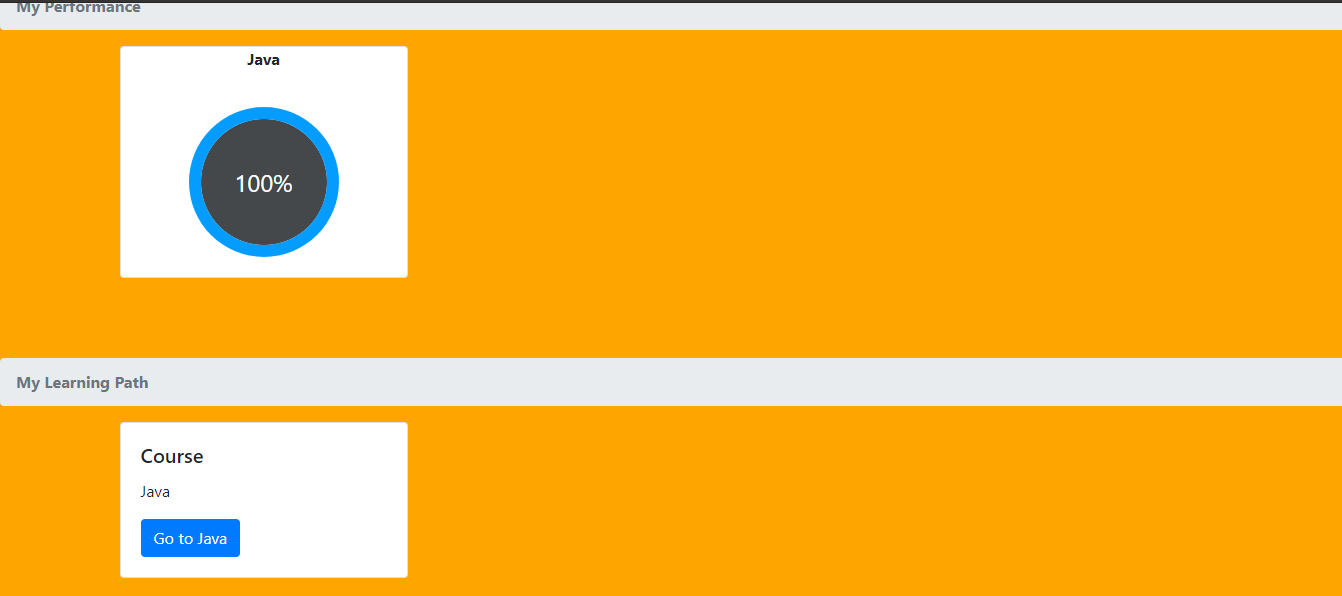 My Performance
Java
100%
My Learning Path
Course
Java
Go to Java